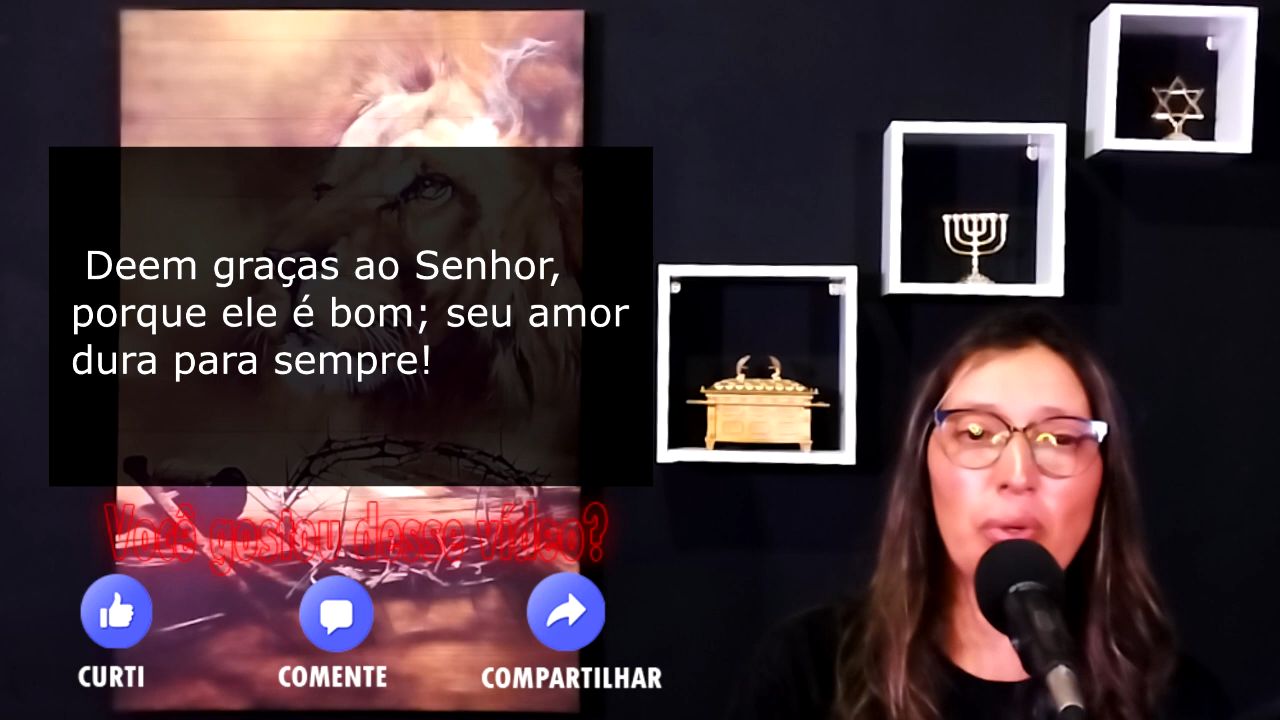 Deem graças ao Senhor,
porque ele é bom; seu amor
dura para sempre!
Você gostou desse vídeo?
CURTI
COMENTE
COMPARTILHAR